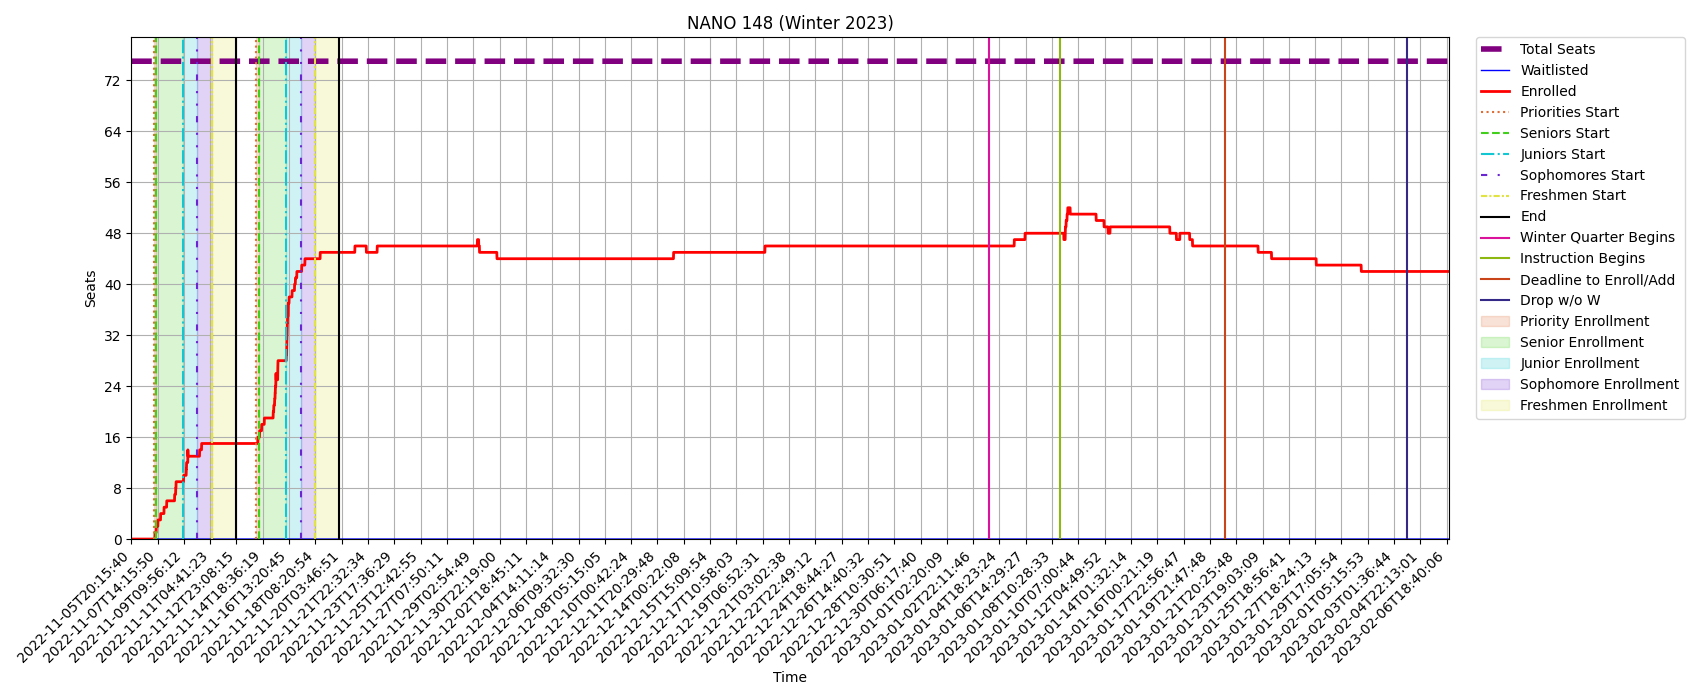 NANO 148 (Winter 2023)
Seats
72
64
56
48
40
32
24
16
8
0
2022-11-05T20:15:40
2022-11-07T14:15:50
2022-11-09T09:56:12
2022-11-11T04:41:23
2022-11-12T23:08:15
2022-11-14T18:36:19
2022-11-16T13:20:45
2022-11-18T08:20:54
2022-11-20T03:46:51
2022-11-21T22:32:34
2022-11-23T17:36:29
2022-11-25T12:42:55
2022-11-27T07:50:11
2022-11-29T02:54:49
2022-11-30T22:19:00
2022-12-02T18:45:11
2022-12-04T14:11:14
2022-12-06T09:32:30
2022-12-08T05:15:05
2022-12-10T00:42:24
2022-12-11T20:29:48
2022-12-14T00:22:08
2022-12-15T15:09:54
2022-12-17T10:58:03
2022-12-19T06:52:31
2022-12-21T03:02:38
2022-12-22T22:49:12
2022-12-24T18:44:27
2022-12-26T14:40:32
2022-12-28T10:30:51
2022-12-30T06:17:40
2023-01-01T02:20:09
2023-01-02T22:11:46
2023-01-04T18:23:24
2023-01-06T14:29:27
2023-01-08T10:28:33
2023-01-10T07:00:44
2023-01-12T04:49:52
2023-01-14T01:32:14
2023-01-16T00:21:19
2023-01-17T22:56:47
2023-01-19T21:47:48
2023-01-21T20:25:48
2023-01-23T19:03:09
2023-01-25T18:56:41
2023-01-27T18:24:13
2023-01-29T17:05:54
2023-02-01T05:15:53
2023-02-03T01:36:44
2023-02-04T22:13:01
2023-02-06T18:40:06
Time
Total Seats
Waitlisted
Enrolled
Priorities Start
Seniors Start
Juniors Start
Sophomores Start
Freshmen Start
End
Winter Quarter Begins
Instruction Begins
Deadline to Enroll/Add
Drop w/o W
Priority Enrollment
Senior Enrollment
Junior Enrollment
Sophomore Enrollment
Freshmen Enrollment